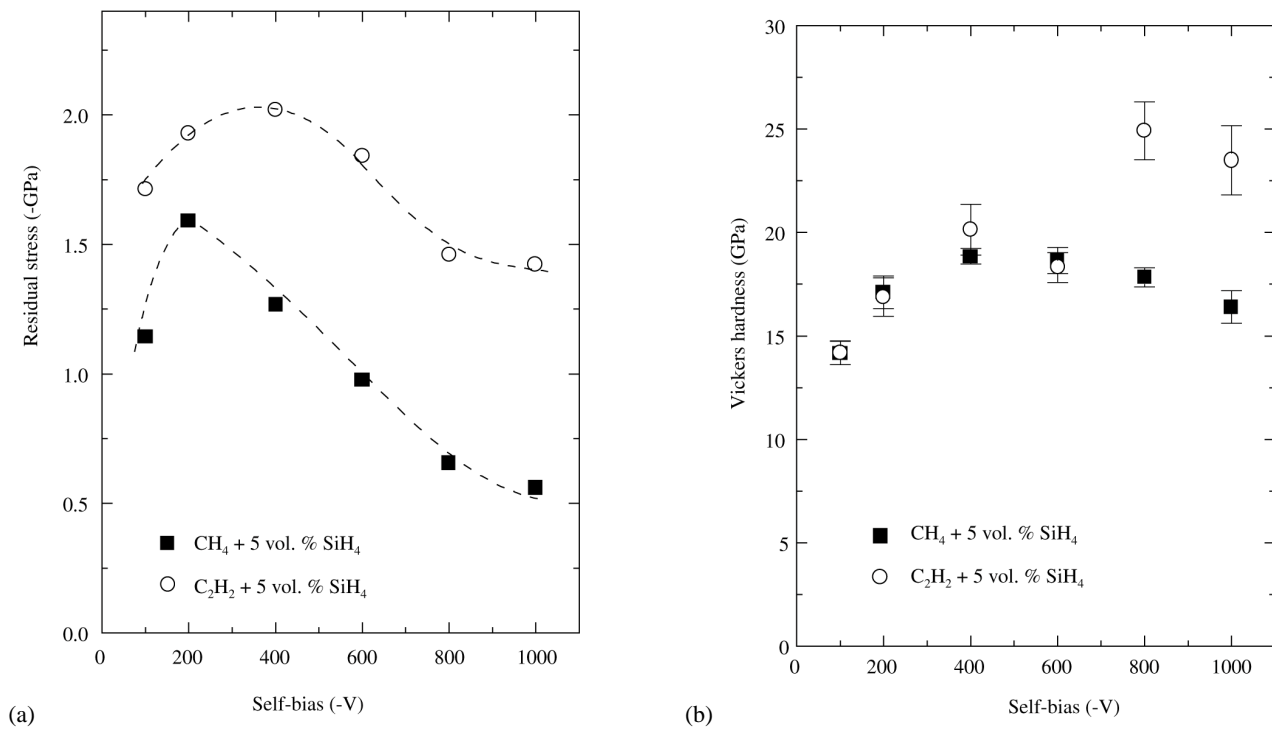 2.0
1.5
1.0
0.5
0.0
Residual stress (-GPa)
CH₄ + 5 vol. % SiH₄
C₂H₂ + 5 vol. % SiH₄
0 200 400 600 800 1000
Self-bias (-V)
(a)
30
25
20
15
10
5
0
Vickers hardness (GPa)
CH₄ + 5 vol. % SiH₄
C₂H₂ + 5 vol. % SiH₄
0 200 400 600 800 1000
Self-bias (-V)
(b)